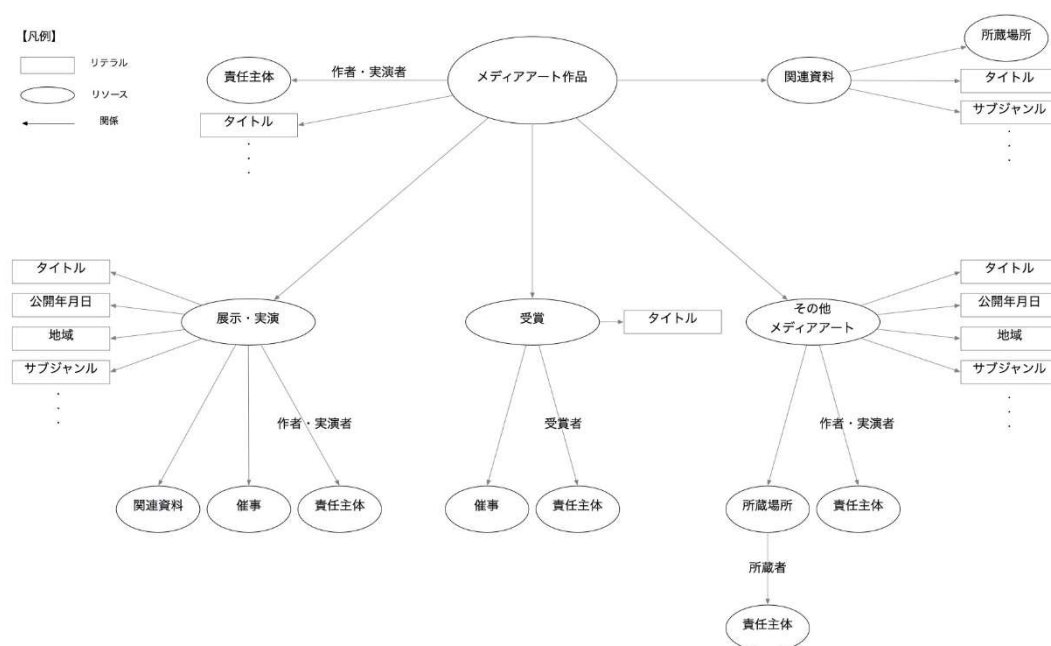 【凡例】
リテラル
リソース
関係
メディアアート作品
作者・実演者
責任主体
タイトル
・
・
・
関連資料
所蔵場所
タイトル
サブジャンル
・
・
・
タイトル
公開年月日
地域
サブジャンル
・
・
・
展示・実演
作者・実演者
関連資料
催事
責任主体
受賞
タイトル
受賞者
催事
責任主体
その他
メディアアート
タイトル
公開年月日
地域
サブジャンル
・
・
・
作者・実演者
所蔵場所
責任主体
所蔵者
責任主体